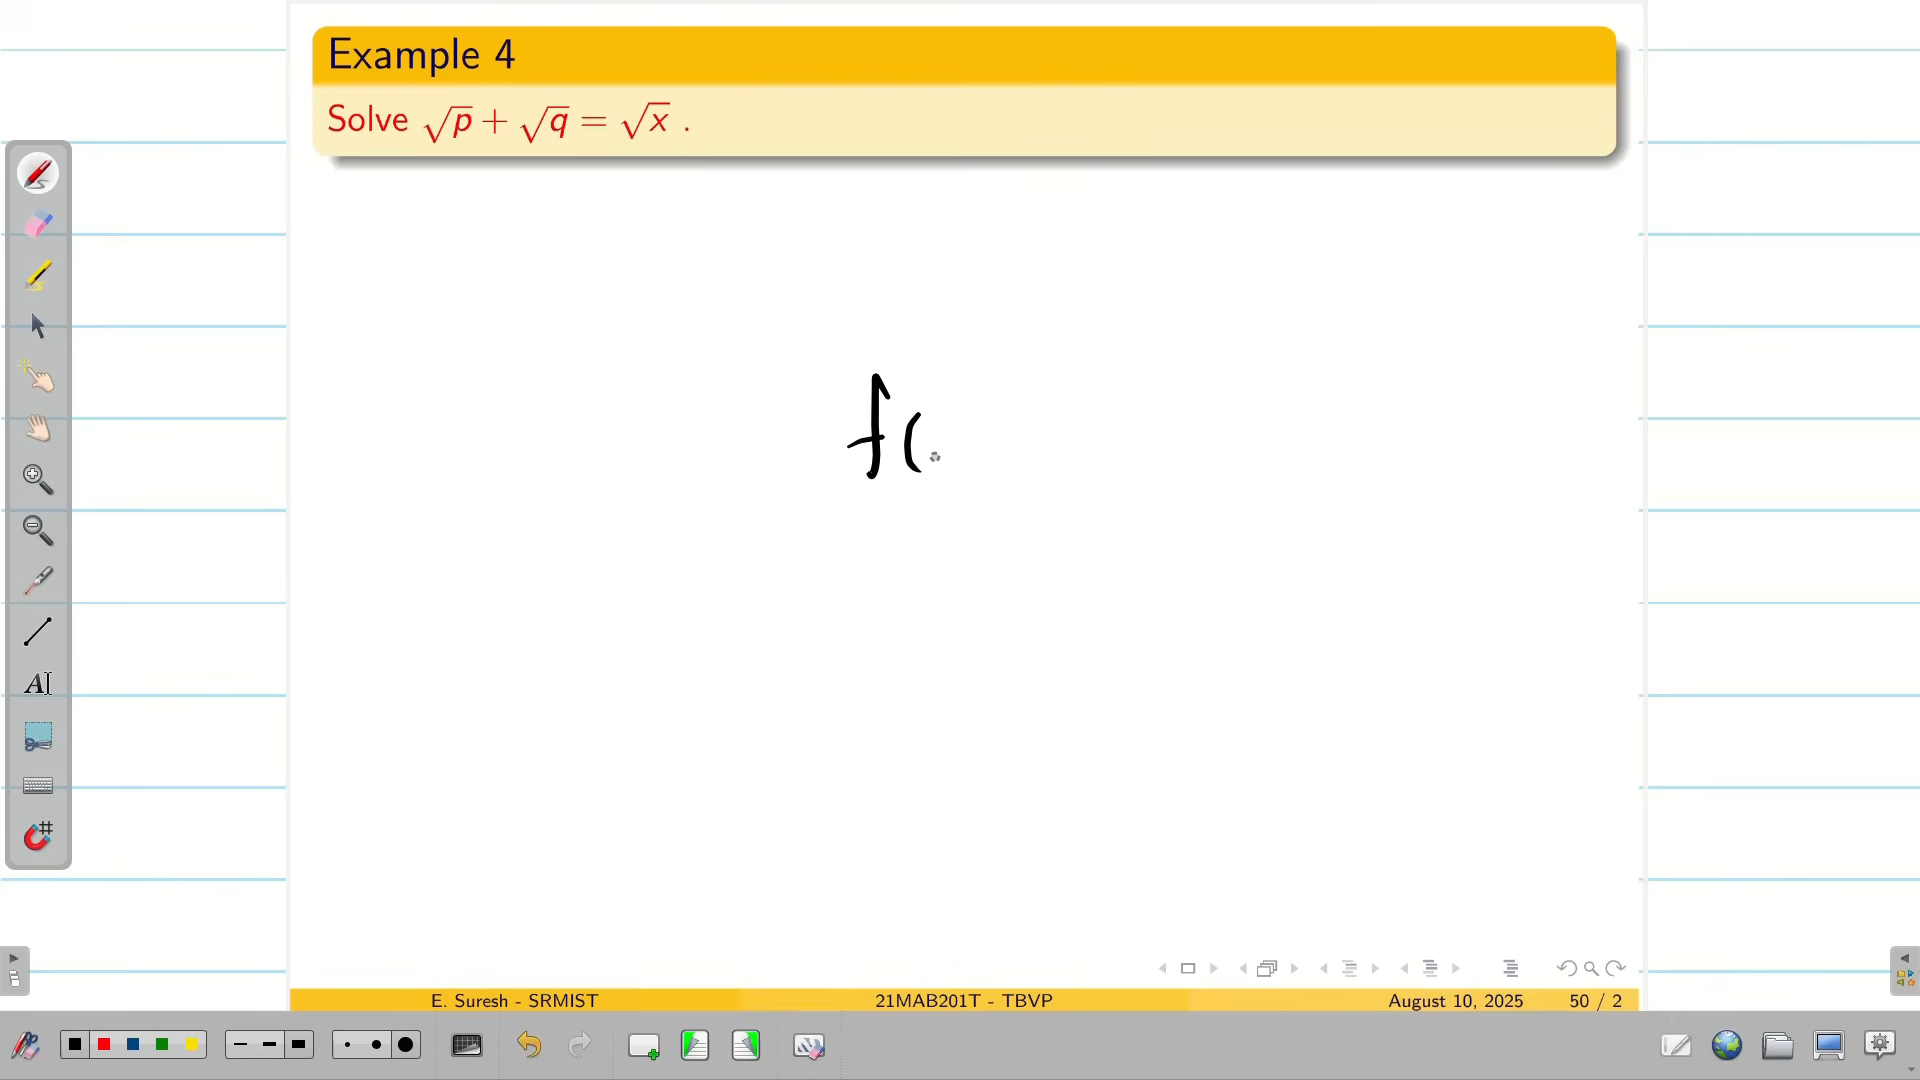 Example 4
Solve √p + √q = √x .
f(
E. Suresh - SRMIST 21MAB201T - TBVP August 10, 2025 50 / 2